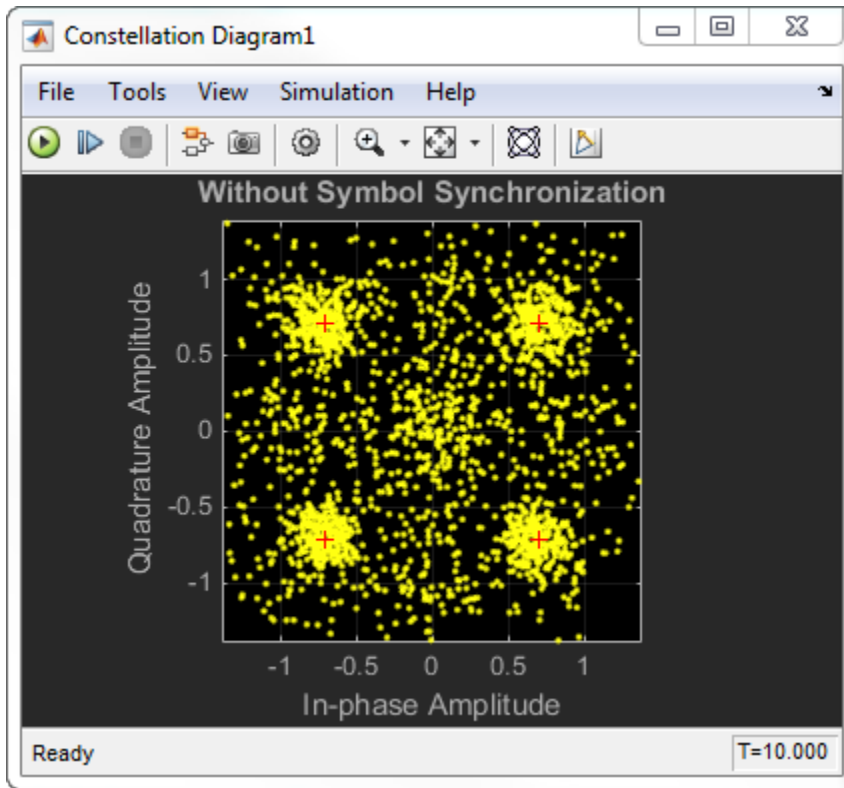 Constellation Diagram1
File Tools View Simulation Help
Without Symbol Synchronization
Quadrature Amplitude
1
0.5
0
-0.5
-1
-1 -0.5 0 0.5 1
In-phase Amplitude
Ready
T=10.000